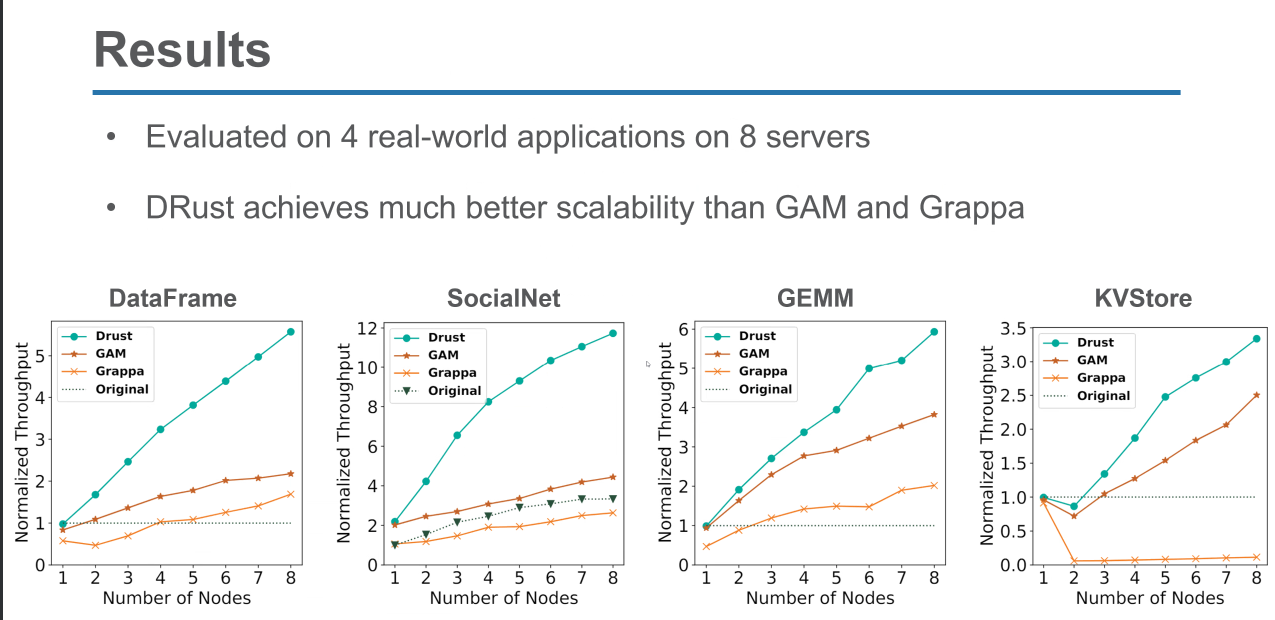 Results
• Evaluated on 4 real-world applications on 8 servers
• DRust achieves much better scalability than GAM and Grappa
DataFrame
Normalized Throughput
5
4
3
2
1
0
Drust
GAM
Grappa
Original
1 2 3 4 5 6 7 8
Number of Nodes
SocialNet
Normalized Throughput
12
10
8
6
4
2
0
Drust
GAM
Grappa
Original
1 2 3 4 5 6 7 8
Number of Nodes
GEMM
Normalized Throughput
6
5
4
3
2
1
0
Drust
GAM
Grappa
Original
1 2 3 4 5 6 7 8
Number of Nodes
KVStore
Normalized Throughput
3.5
3.0
2.5
2.0
1.5
1.0
0.5
0.0
Drust
GAM
Grappa
Original
1 2 3 4 5 6 7 8
Number of Nodes